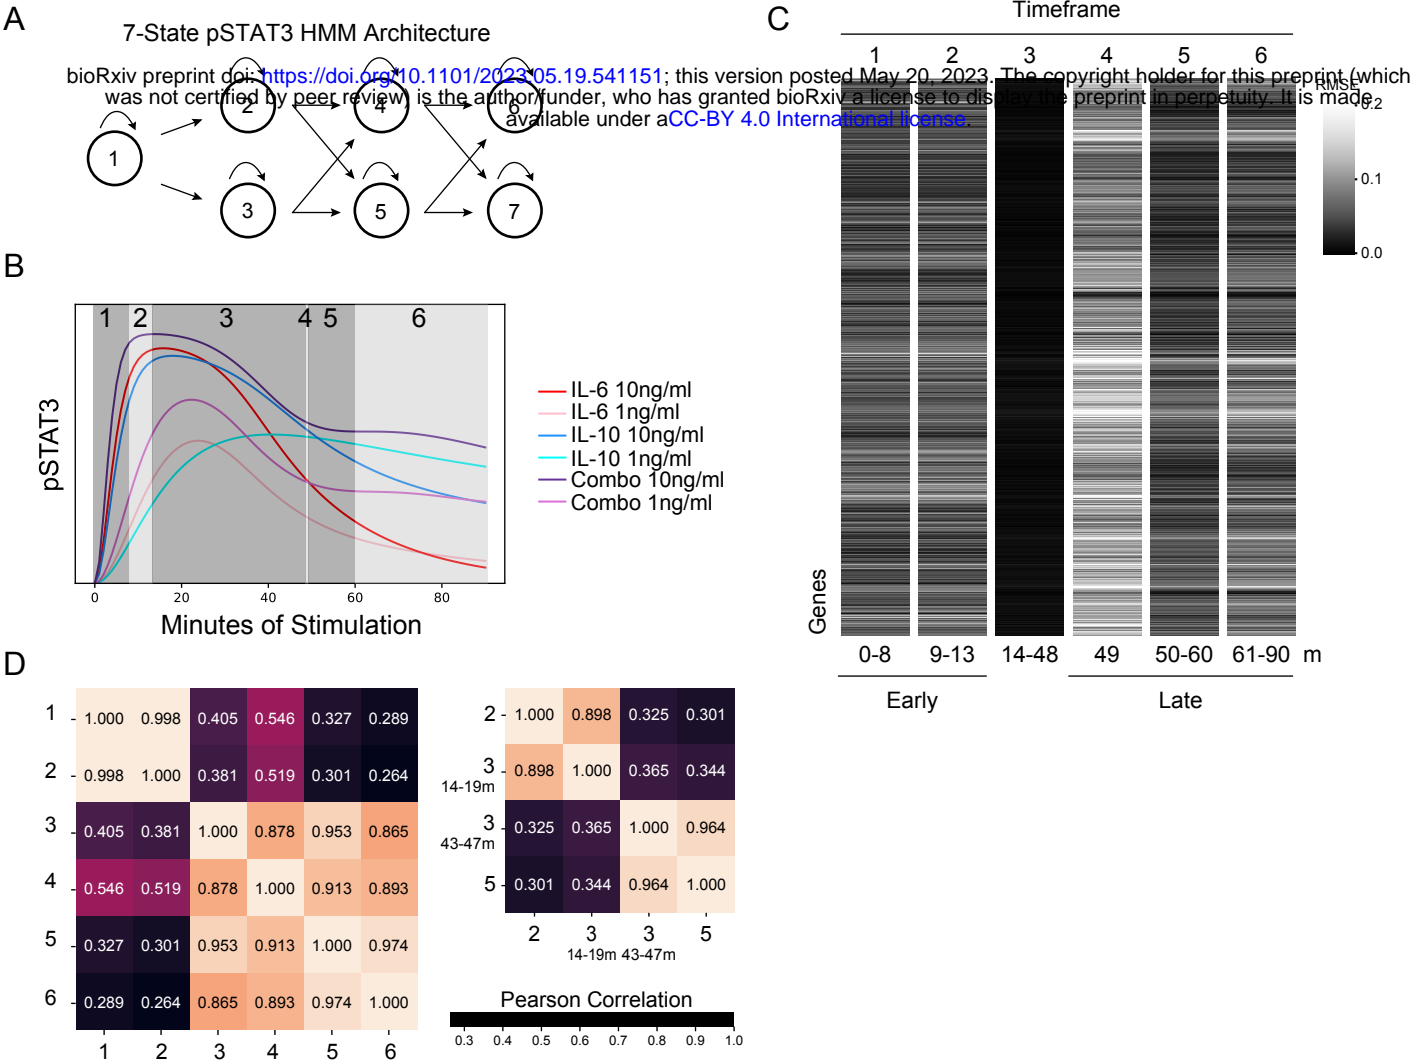 A
7-State pSTAT3 HMM Architecture
bioRxiv preprint doi: https://doi.org/10.1101/2023.05.19.541151; this version posted May 20, 2023. The copyright holder for this preprint (which
was not certified by peer review) is the author/funder, who has granted bioRxiv a license to display the preprint in perpetuity. It is made
available under aCC-BY 4.0 International license.
1
2
4
6
3
5
7
B
1 2 3 4 5 6
pSTAT3
0 20 40 60 80
Minutes of Stimulation
IL-6 10ng/ml
IL-6 1ng/ml
IL-10 10ng/ml
IL-10 1ng/ml
Combo 10ng/ml
Combo 1ng/ml
C
Timeframe
1 2 3 4 5 6
RMSE
0.2
0.1
0.0
Genes
0-8 9-13 14-48 49 50-60 61-90 m
Early Late
D
1 1.000 0.998 0.405 0.546 0.327 0.289
2 0.998 1.000 0.381 0.519 0.301 0.264
3 0.405 0.381 1.000 0.878 0.953 0.865
4 0.546 0.519 0.878 1.000 0.913 0.893
5 0.327 0.301 0.953 0.913 1.000 0.974
6 0.289 0.264 0.865 0.893 0.974 1.000
1 2 3 4 5 6
2 1.000 0.898 0.325 0.301
3 0.898 1.000 0.365 0.344
14-19m
3 0.325 0.365 1.000 0.964
43-47m
5 0.301 0.344 0.964 1.000
2 3 3 5
14-19m 43-47m
Pearson Correlation
0.3 0.4 0.5 0.6 0.7 0.8 0.9 1.0